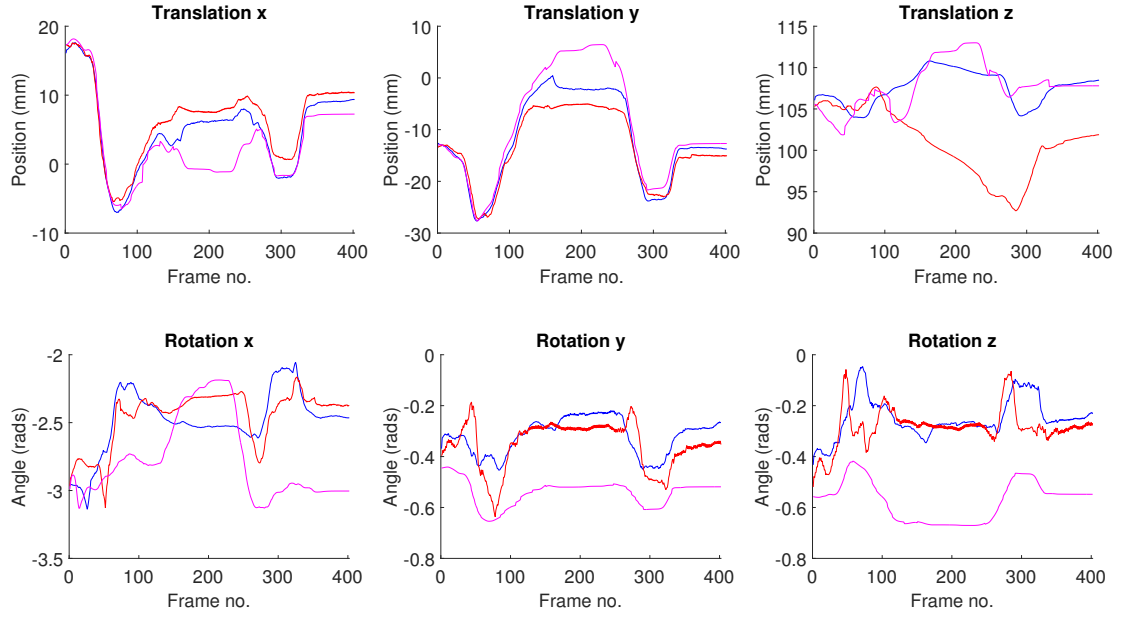 Translation x
Position (mm)
20
10
0
-10
0 100 200 300 400
Frame no.
Translation y
Position (mm)
10
0
-10
-20
-30
0 100 200 300 400
Frame no.
Translation z
Position (mm)
115
110
105
100
95
90
0 100 200 300 400
Frame no.
Rotation x
Angle (rads)
-2
-2.5
-3
-3.5
0 100 200 300 400
Frame no.
Rotation y
Angle (rads)
0
-0.2
-0.4
-0.6
-0.8
0 100 200 300 400
Frame no.
Rotation z
Angle (rads)
0
-0.2
-0.4
-0.6
-0.8
0 100 200 300 400
Frame no.